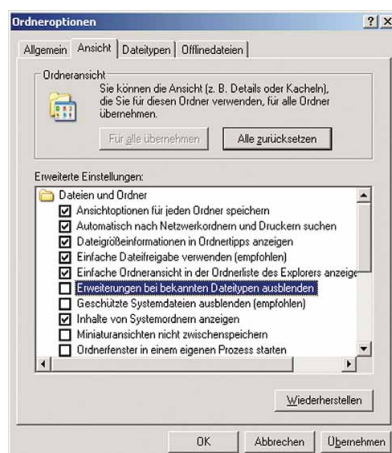 Ordneroptionen
Allgemein Ansicht Dateitypen Offlinedateien
Ordneransicht
Sie können die Ansicht (z. B. Details oder Kacheln),
die Sie für diesen Ordner verwenden, für alle Ordner
übernehmen.
Für alle übernehmen Alle zurücksetzen
Erweiterte Einstellungen:
Dateien und Ordner
Ansichtoptionen für jeden Ordner speichern
Automatisch nach Netzwerkordnern und Druckern suchen
Dateigrößeinformationen in Ordnertipps anzeigen
Einfache Dateifreigabe verwenden (empfohlen)
Einfache Ordneransicht in der Ordnerliste des Explorers anzeige
Erweiterungen bei bekannten Dateitypen ausblenden
Geschützte Systemdateien ausblenden (empfohlen)
Inhalte von Systemordnern anzeigen
Miniaturansichten nicht zwischenspeichern
Ordnerfenster in einem eigenen Prozess starten
Wiederherstellen
OK Abbrechen Übernehmen